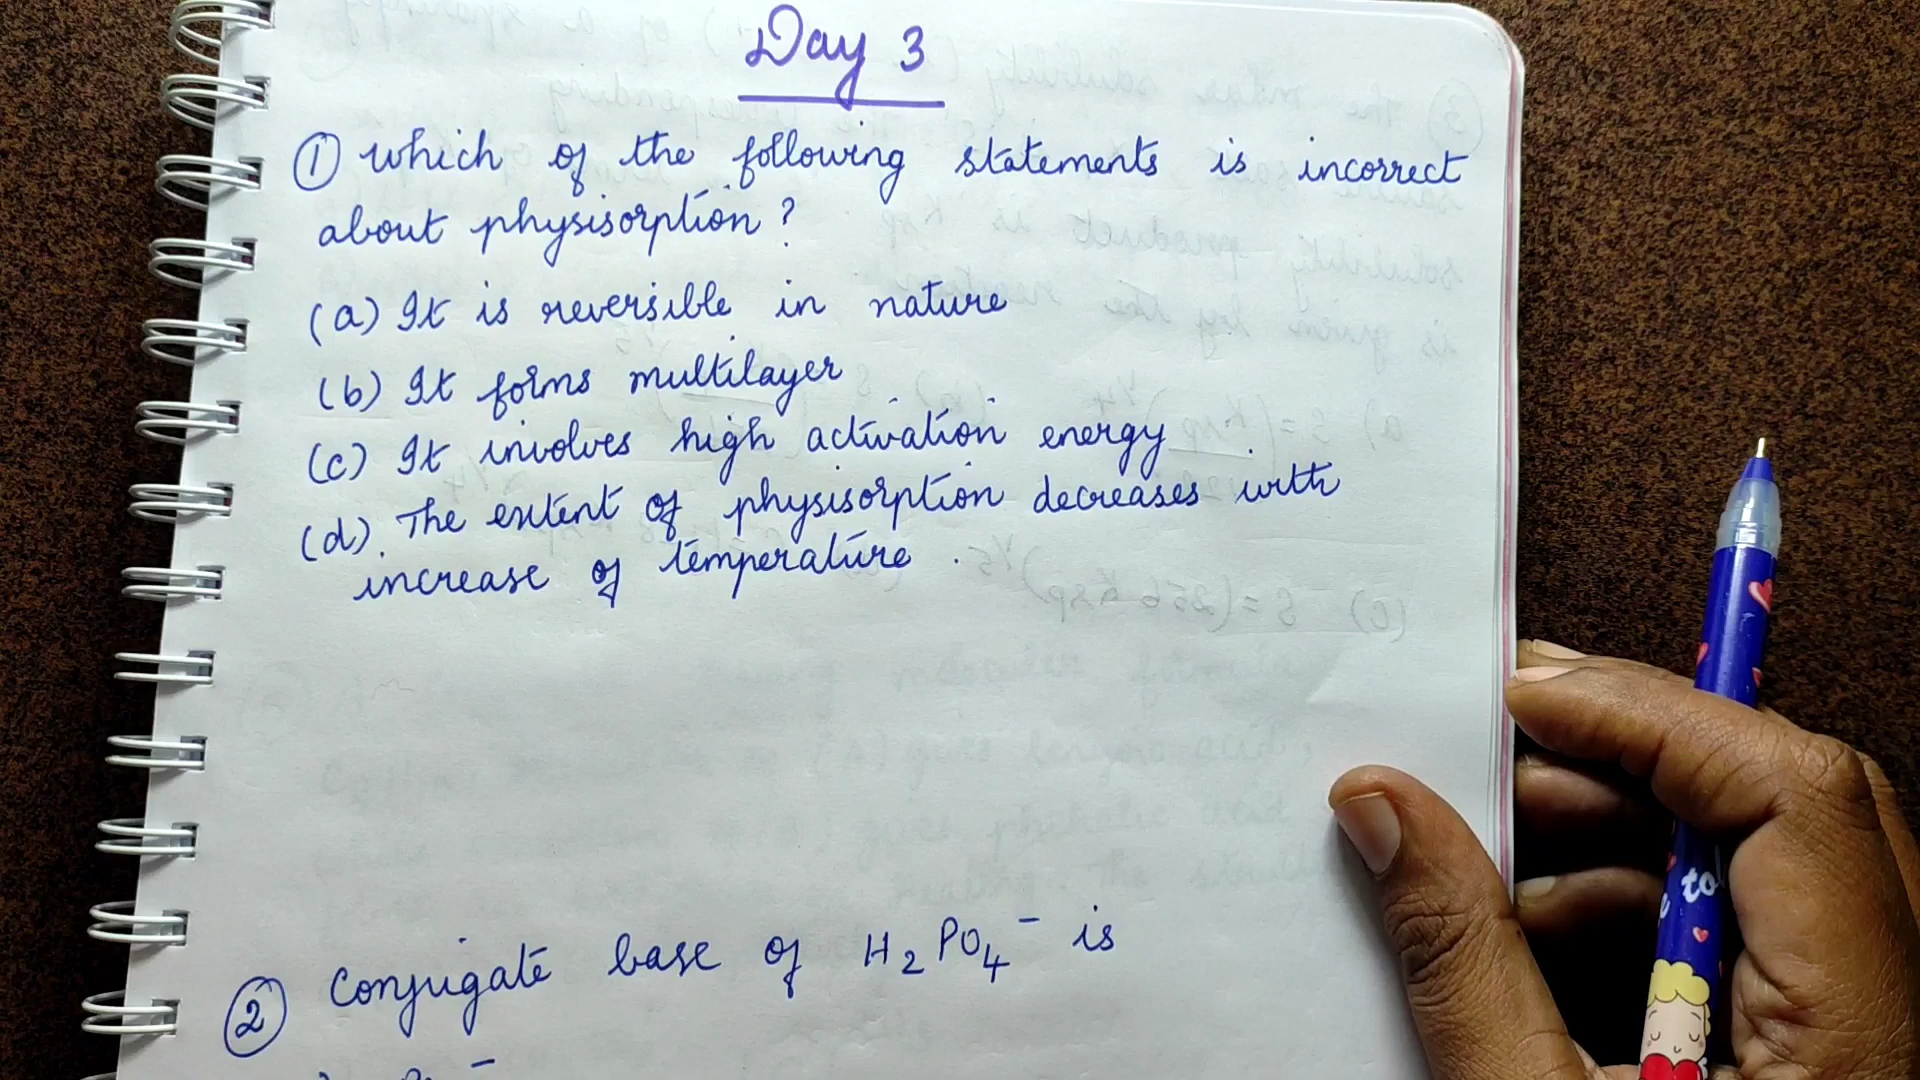 Day 3
① which of the following statements is incorrect
about physisorption?
(a) It is reversible in nature
(b) It forms multilayer
(c) It involves high activation energy
(d). The extent of physisorption decreases with
increase of temperature.
② Conjugate base of H₂PO₄⁻ is